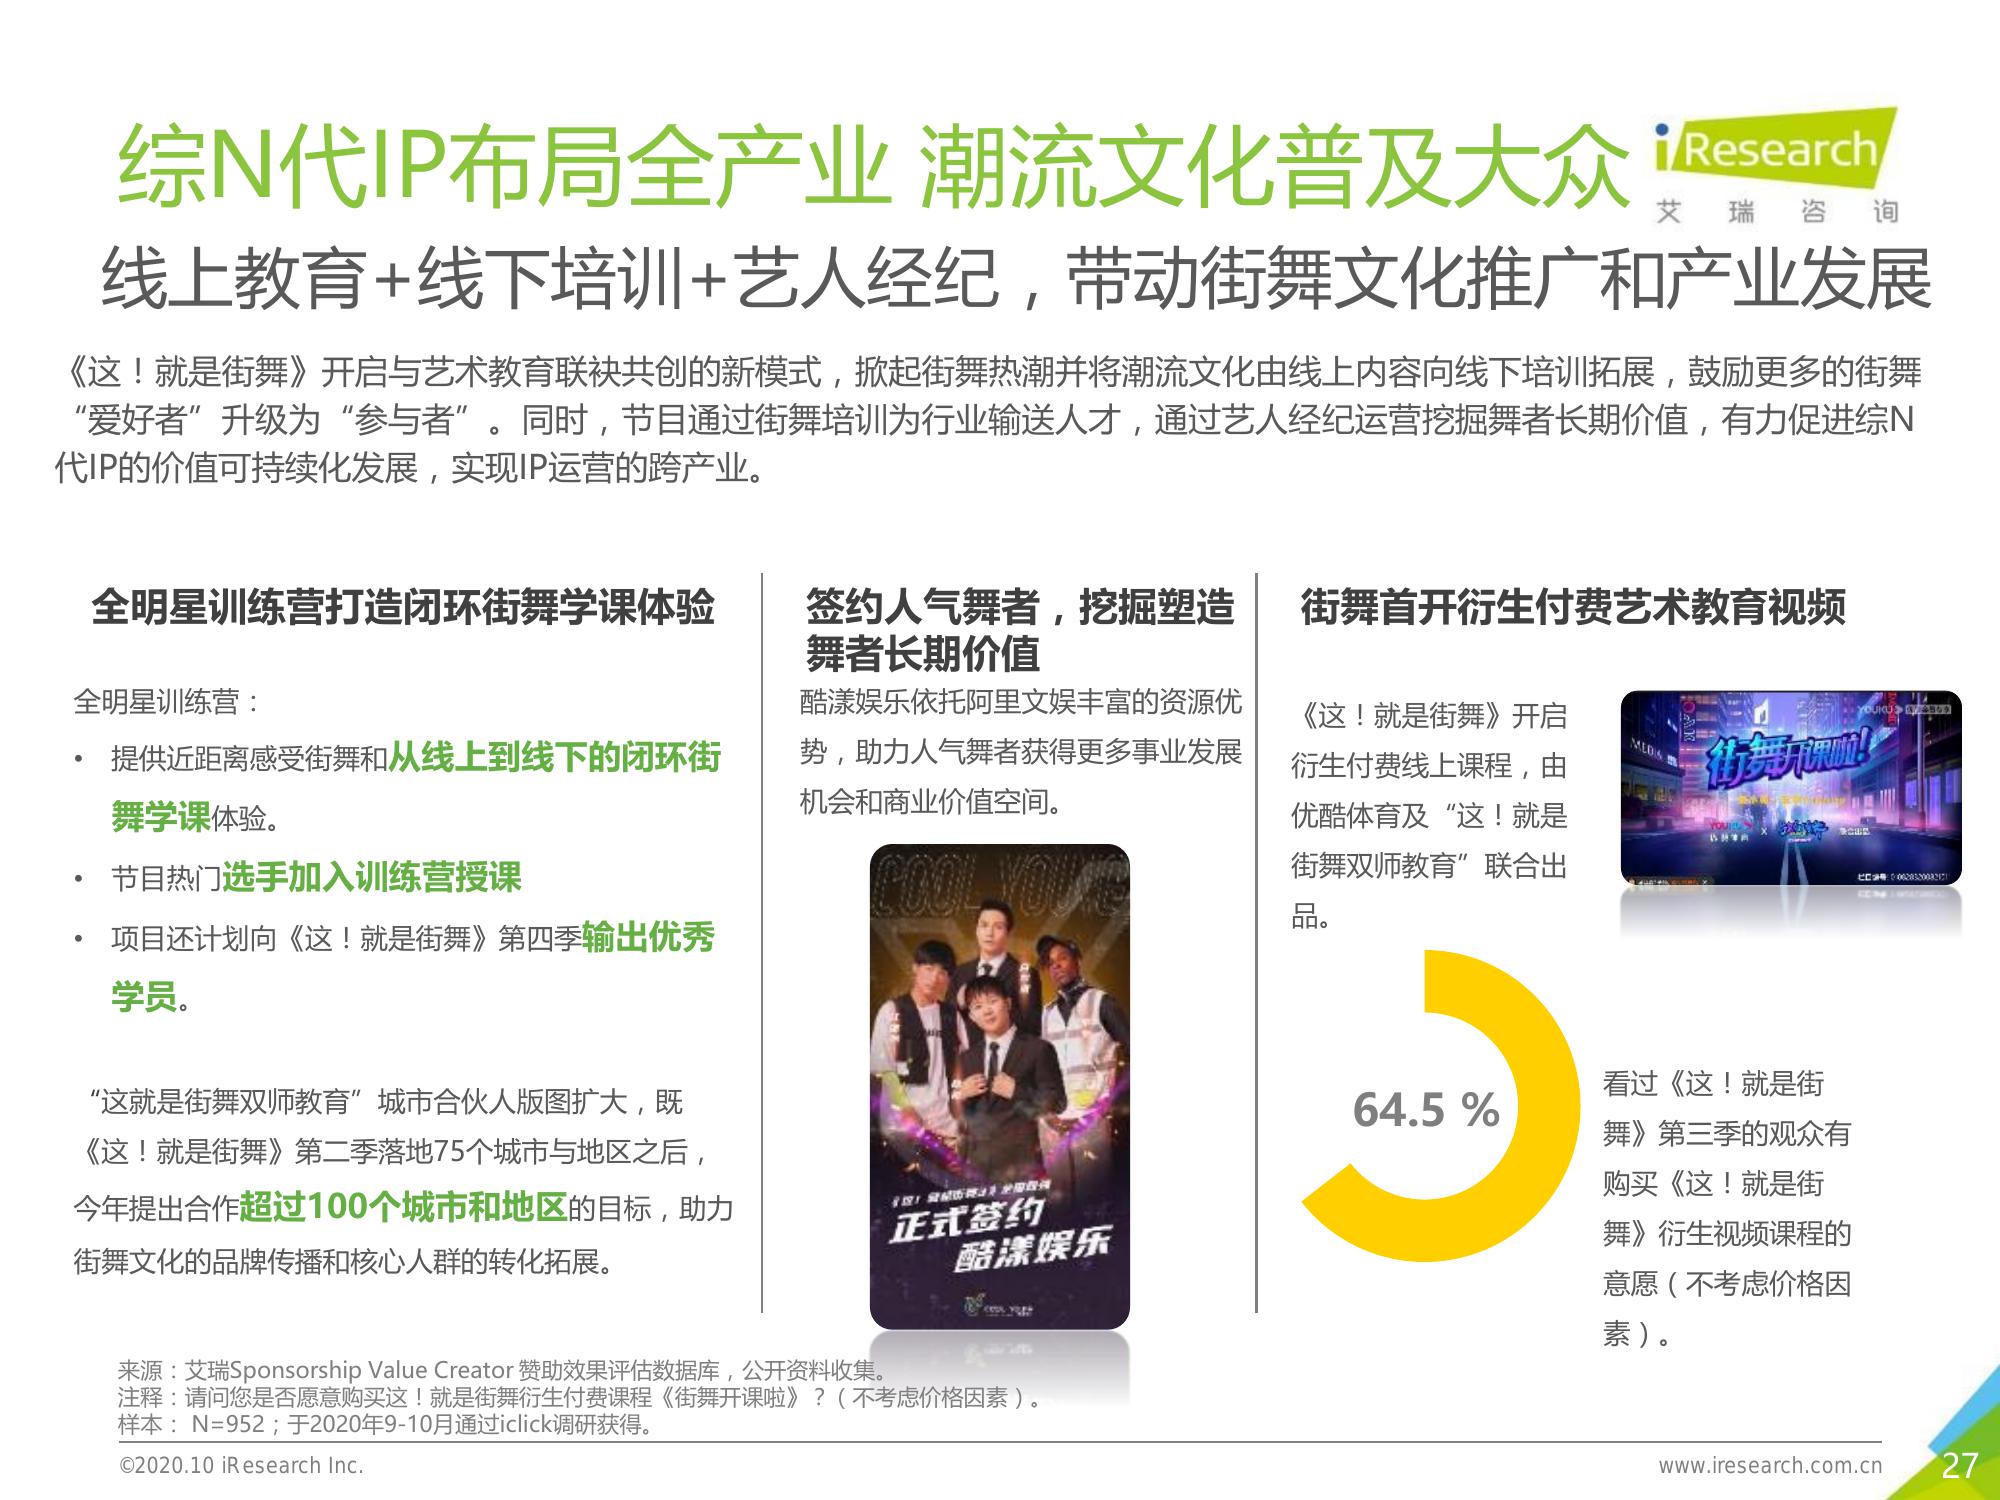 综N代IP布局全产业 潮流文化普及大众
iResearch
艾瑞咨询
线上教育+线下培训+艺人经纪，带动街舞文化推广和产业发展
《这！就是街舞》开启与艺术教育联袂共创的新模式，掀起街舞热潮并将潮流文化由线上内容向线下培训拓展，鼓励更多的街舞
“爱好者”升级为“参与者”。同时，节目通过街舞培训为行业输送人才，通过艺人经纪运营挖掘舞者长期价值，有力促进综N
代IP的价值可持续化发展，实现IP运营的跨产业。
全明星训练营打造闭环街舞学课体验
全明星训练营：
• 提供近距离感受街舞和从线上到线下的闭环街
舞学课体验。
• 节目热门选手加入训练营授课
• 项目还计划向《这！就是街舞》第四季输出优秀
学员。
“这就是街舞双师教育”城市合伙人版图扩大，既
《这！就是街舞》第二季落地75个城市与地区之后，
今年提出合作超过100个城市和地区的目标，助力
街舞文化的品牌传播和核心人群的转化拓展。
签约人气舞者，挖掘塑造
舞者长期价值
酷漾娱乐依托阿里文娱丰富的资源优
势，助力人气舞者获得更多事业发展
机会和商业价值空间。
COOL YOUNG
正式签约
酷漾娱乐
街舞首开衍生付费艺术教育视频
《这！就是街舞》开启
衍生付费线上课程，由
优酷体育及“这！就是
街舞双师教育”联合出
品。
YOUKU
街舞开课啦!
64.5 %
看过《这！就是街
舞》第三季的观众有
购买《这！就是街
舞》衍生视频课程的
意愿（不考虑价格因
素）。
来源：艾瑞Sponsorship Value Creator 赞助效果评估数据库，公开资料收集。
注释：请问您是否愿意购买这！就是街舞衍生付费课程《街舞开课啦》？（不考虑价格因素）。
样本： N=952；于2020年9-10月通过iclick调研获得。
©2020.10 iResearch Inc.
www.iresearch.com.cn
27